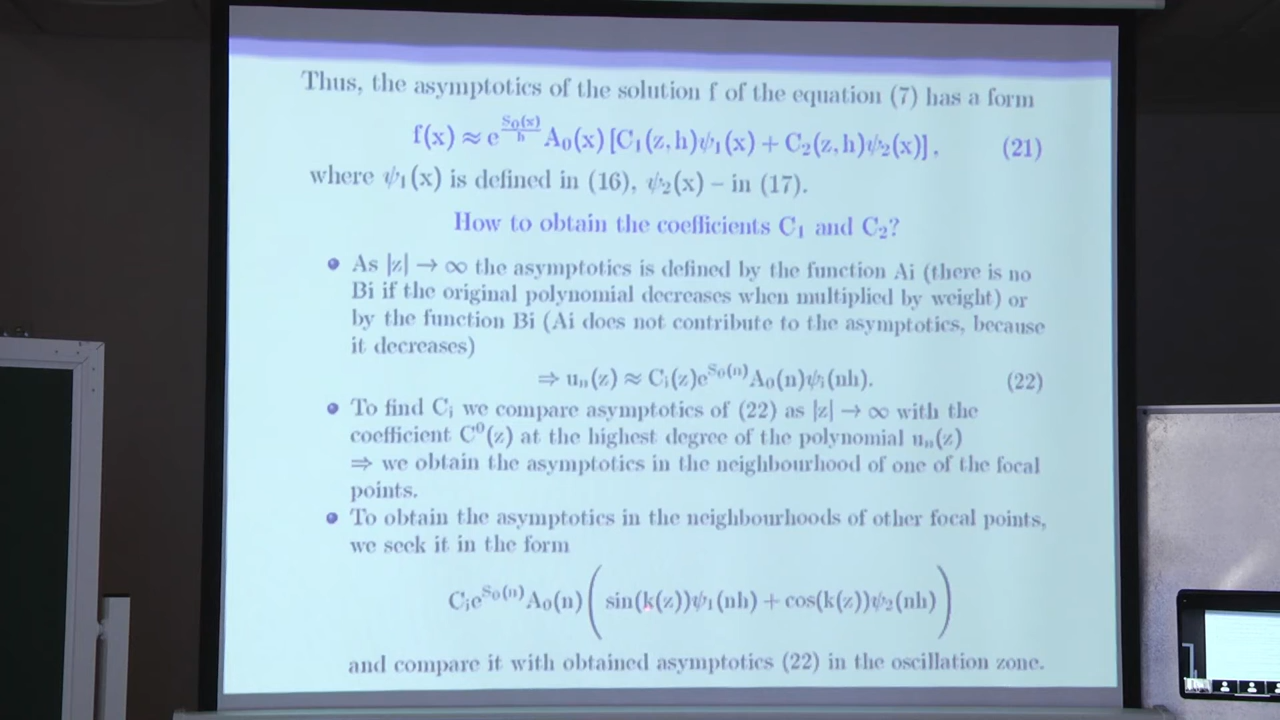 Thus, the asymptotics of the solution f of the equation (7) has a form
f(x) ≈ e^{S₀(x)/h} A₀(x) [C₁(z, h)ψ₁(x) + C₂(z, h)ψ₂(x)], (21)
where ψ₁(x) is defined in (16), ψ₂(x) – in (17).
How to obtain the coefficients C₁ and C₂?
As |z| → ∞ the asymptotics is defined by the function Ai (there is no
Bi if the original polynomial decreases when multiplied by weight) or
by the function Bi (Ai does not contribute to the asymptotics, because
it decreases)
⇒ uₙ(z) ≈ Cᵢ(z)e^{S₀(n)}A₀(n)ψᵢ(nh). (22)
To find Cᵢ we compare asymptotics of (22) as |z| → ∞ with the
coefficient C⁰(z) at the highest degree of the polynomial uₙ(z)
⇒ we obtain the asymptotics in the neighbourhood of one of the focal
points.
To obtain the asymptotics in the neighbourhoods of other focal points,
we seek it in the form
Cᵢe^{S₀(n)}A₀(n)(sin(k(z))ψ₁(nh) + cos(k(z))ψ₂(nh))
and compare it with obtained asymptotics (22) in the oscillation zone.